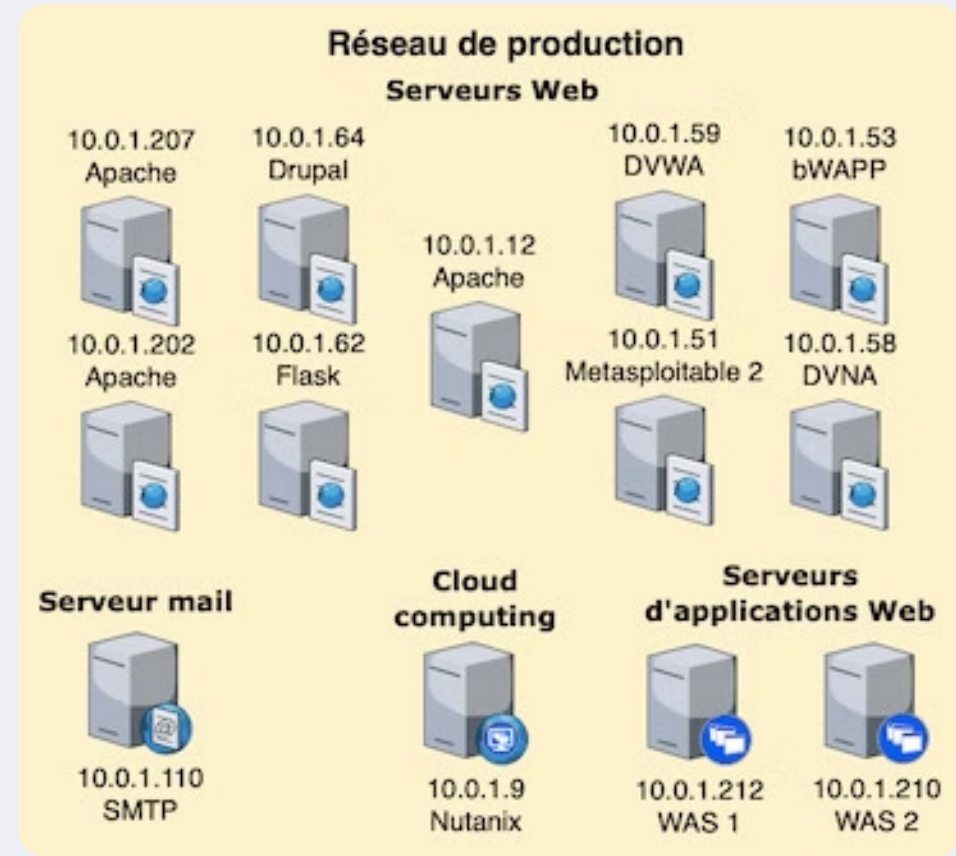 Réseau de production
Serveurs Web
10.0.1.207
Apache
10.0.1.64
Drupal
10.0.1.12
Apache
10.0.1.59
DVWA
10.0.1.53
bWAPP
10.0.1.202
Apache
10.0.1.62
Flask
10.0.1.51
Metasploitable 2
10.0.1.58
DVNA
Serveur mail
10.0.1.110
SMTP
Cloud
computing
10.0.1.9
Nutanix
Serveurs
d'applications Web
10.0.1.212
WAS 1
10.0.1.210
WAS 2